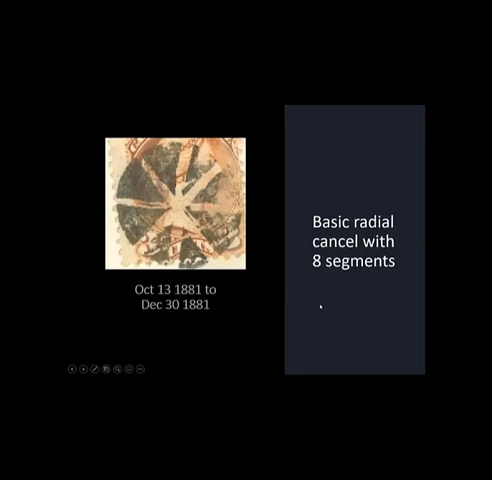 Oct 13 1881 to
Dec 30 1881
Basic radial
cancel with
8 segments